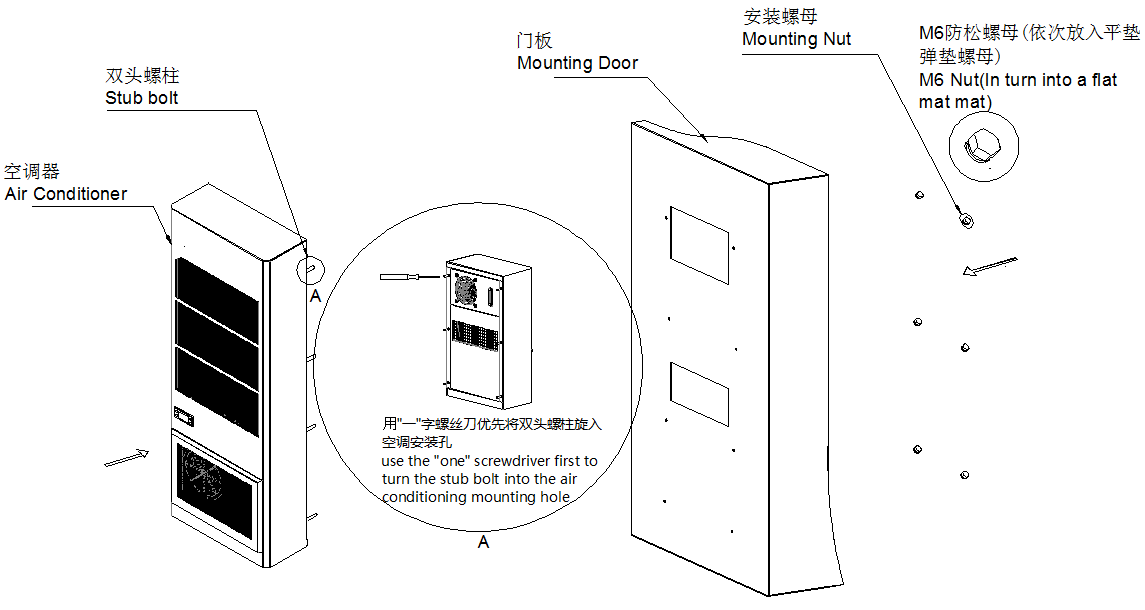 空调器
Air Conditioner
双头螺柱
Stub bolt
A
用"一"字螺丝刀优先将双头螺柱旋入
空调安装孔
use the "one" screwdriver first to
turn the stub bolt into the air
conditioning mounting hole
A
门板
Mounting Door
安装螺母
Mounting Nut
M6防松螺母(依次放入平垫
弹垫螺母)
M6 Nut(In turn into a flat
mat mat)